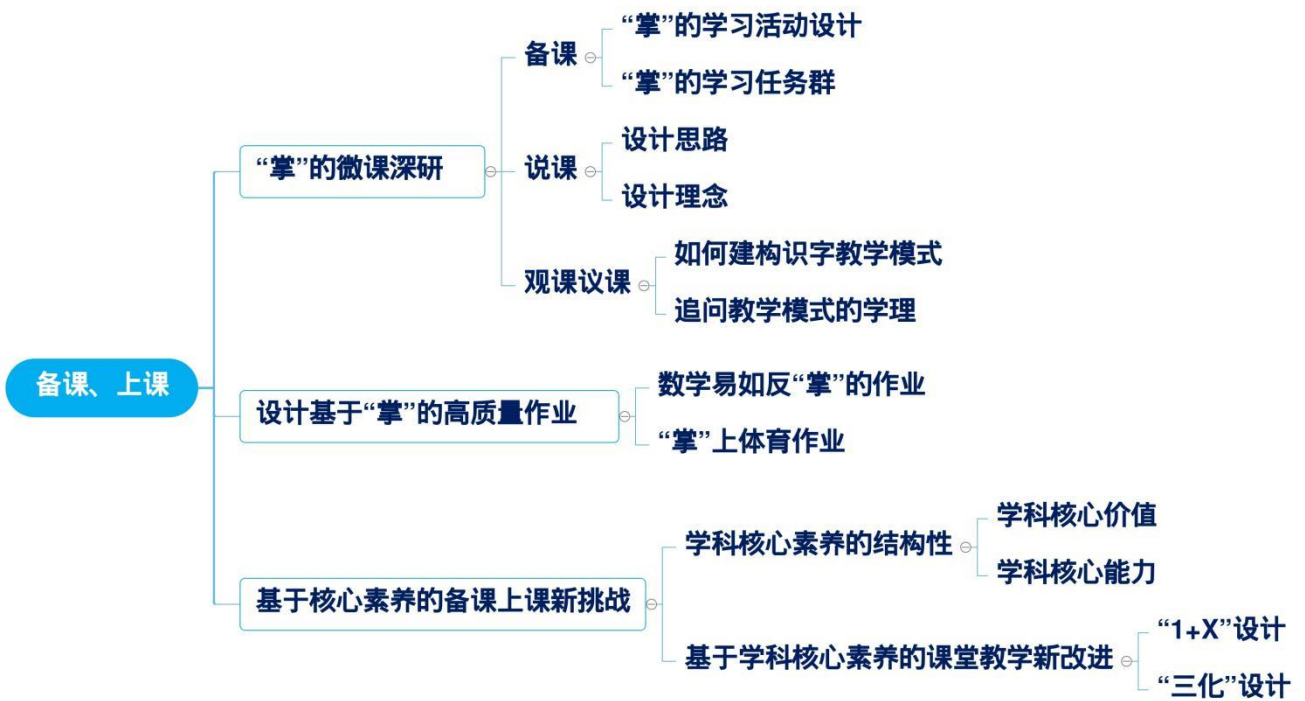 备课、上课
“掌”的微课深研
备课
“掌”的学习活动设计
“掌”的学习任务群
说课
设计思路
设计理念
观课议课
如何建构识字教学模式
追问教学模式的学理
设计基于“掌”的高质量作业
数学易如反“掌”的作业
“掌”上体育作业
基于核心素养的备课上课新挑战
学科核心素养的结构性
学科核心价值
学科核心能力
基于学科核心素养的课堂教学新改进
“1+X”设计
“三化”设计